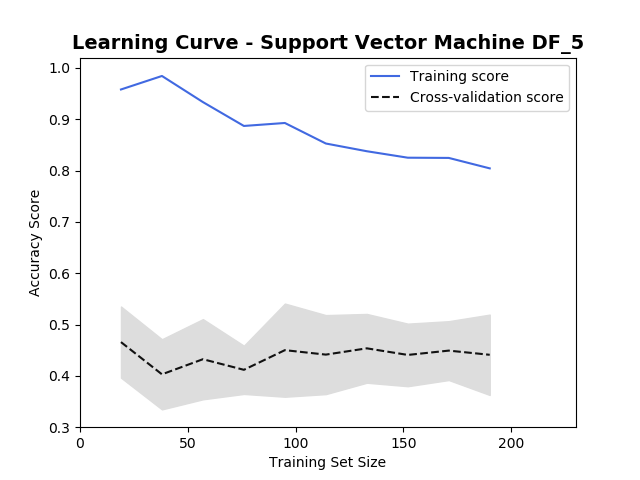 Learning Curve - Support Vector Machine DF_5
1.0
0.9
0.8
0.7
0.6
0.5
0.4
0.3
Accuracy Score
Training score
Cross-validation score
0 50 100 150 200
Training Set Size